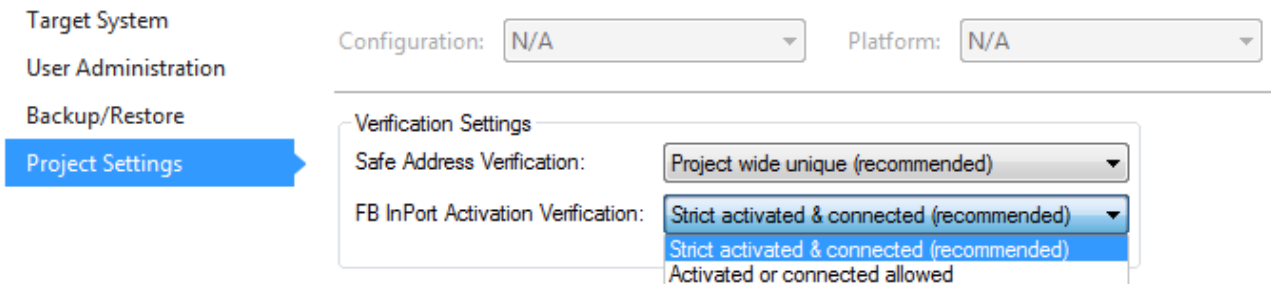 Target System
User Administration
Backup/Restore
Project Settings
Configuration: N/A Platform: N/A
Verification Settings
Safe Address Verification: Project wide unique (recommended)
FB InPort Activation Verification: Strict activated & connected (recommended)
Strict activated & connected (recommended)
Activated or connected allowed